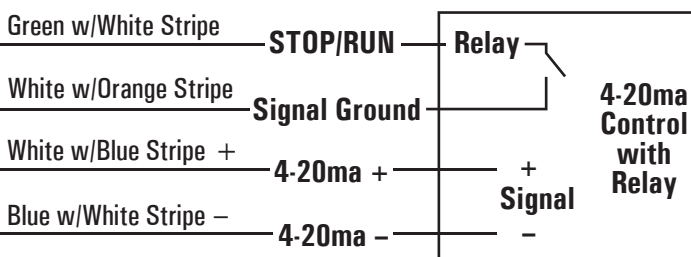 Green w/White Stripe
STOP/RUN
Relay
White w/Orange Stripe
Signal Ground
White w/Blue Stripe +
4-20ma +
+
Signal
Blue w/White Stripe –
4-20ma –
–
4-20ma
Control
with
Relay